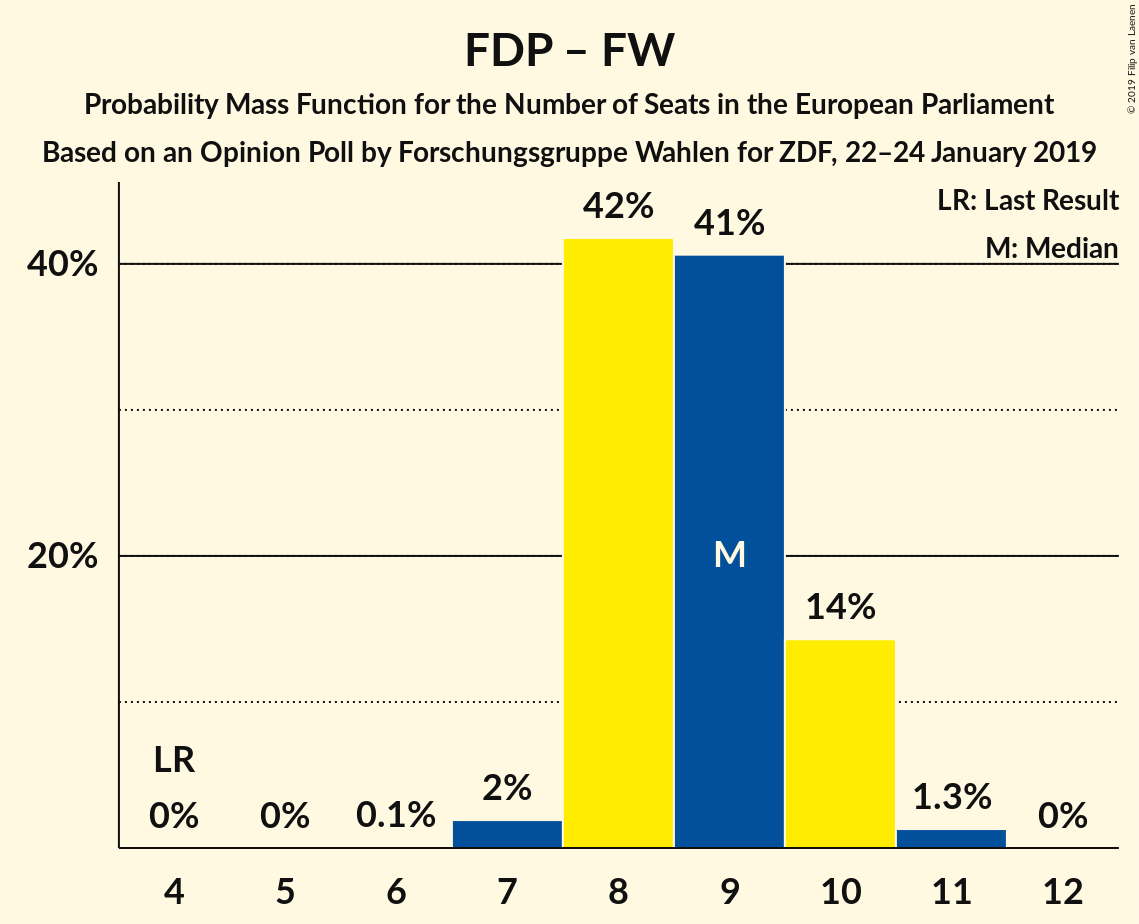 FDP – FW
Probability Mass Function for the Number of Seats in the European Parliament
Based on an Opinion Poll by Forschungsgruppe Wahlen for ZDF, 22–24 January 2019
© 2019 Filip van Laenen
LR: Last Result
M: Median
42%
41%
40%
20%
M
14%
LR
0%
0%
0.1%
2%
1.3%
0%
4 5 6 7 8 9 10 11 12